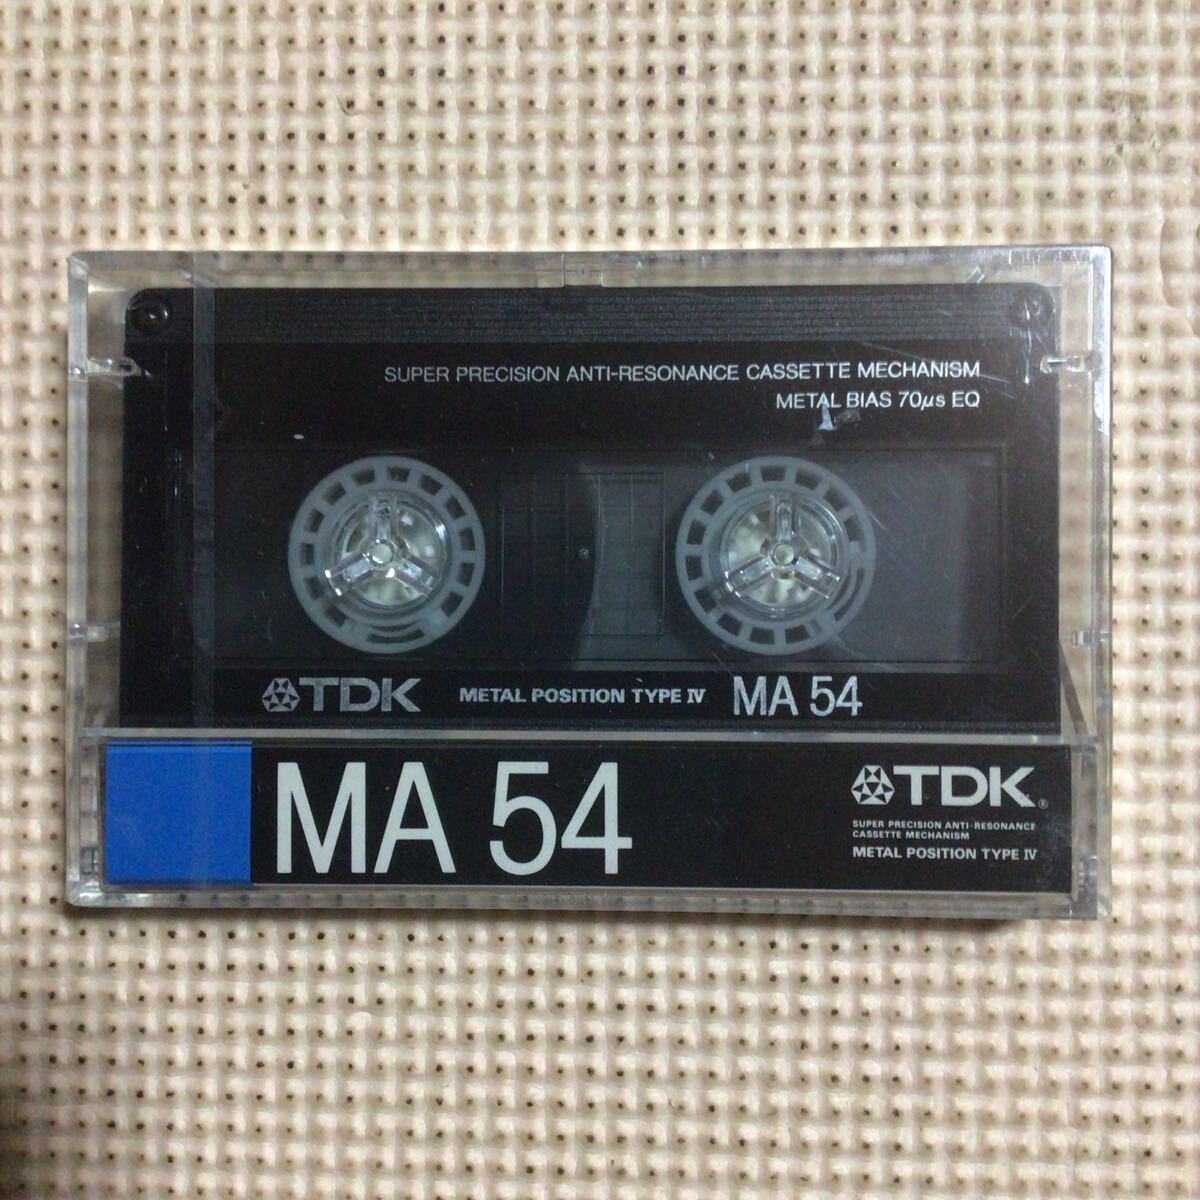 SUPER PRECISION ANTI-RESONANCE CASSETTE MECHANISM
METAL BIAS 70μs EQ
TDK METAL POSITION TYPE IV MA 54
MA 54
TDK®
SUPER PRECISION ANTI-RESONANCE
CASSETTE MECHANISM
METAL POSITION TYPE IV